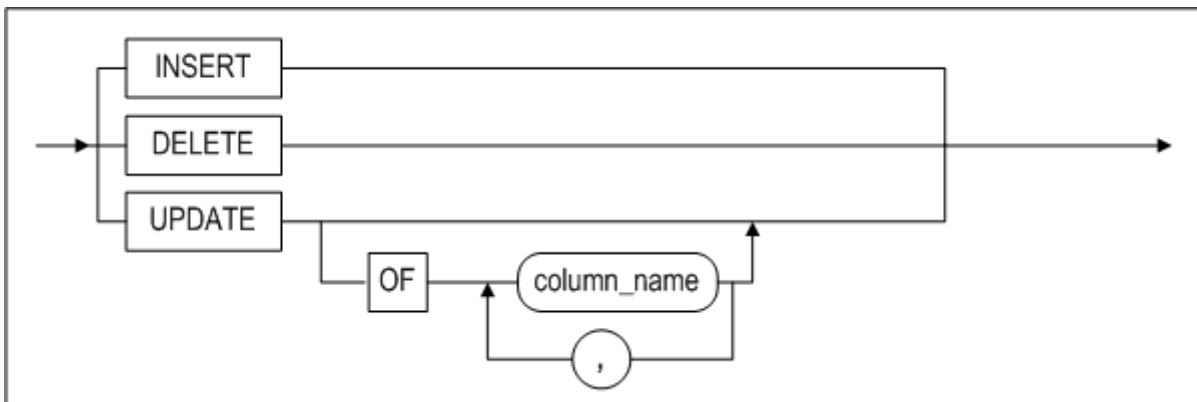 INSERT
DELETE
UPDATE
OF
column_name
,